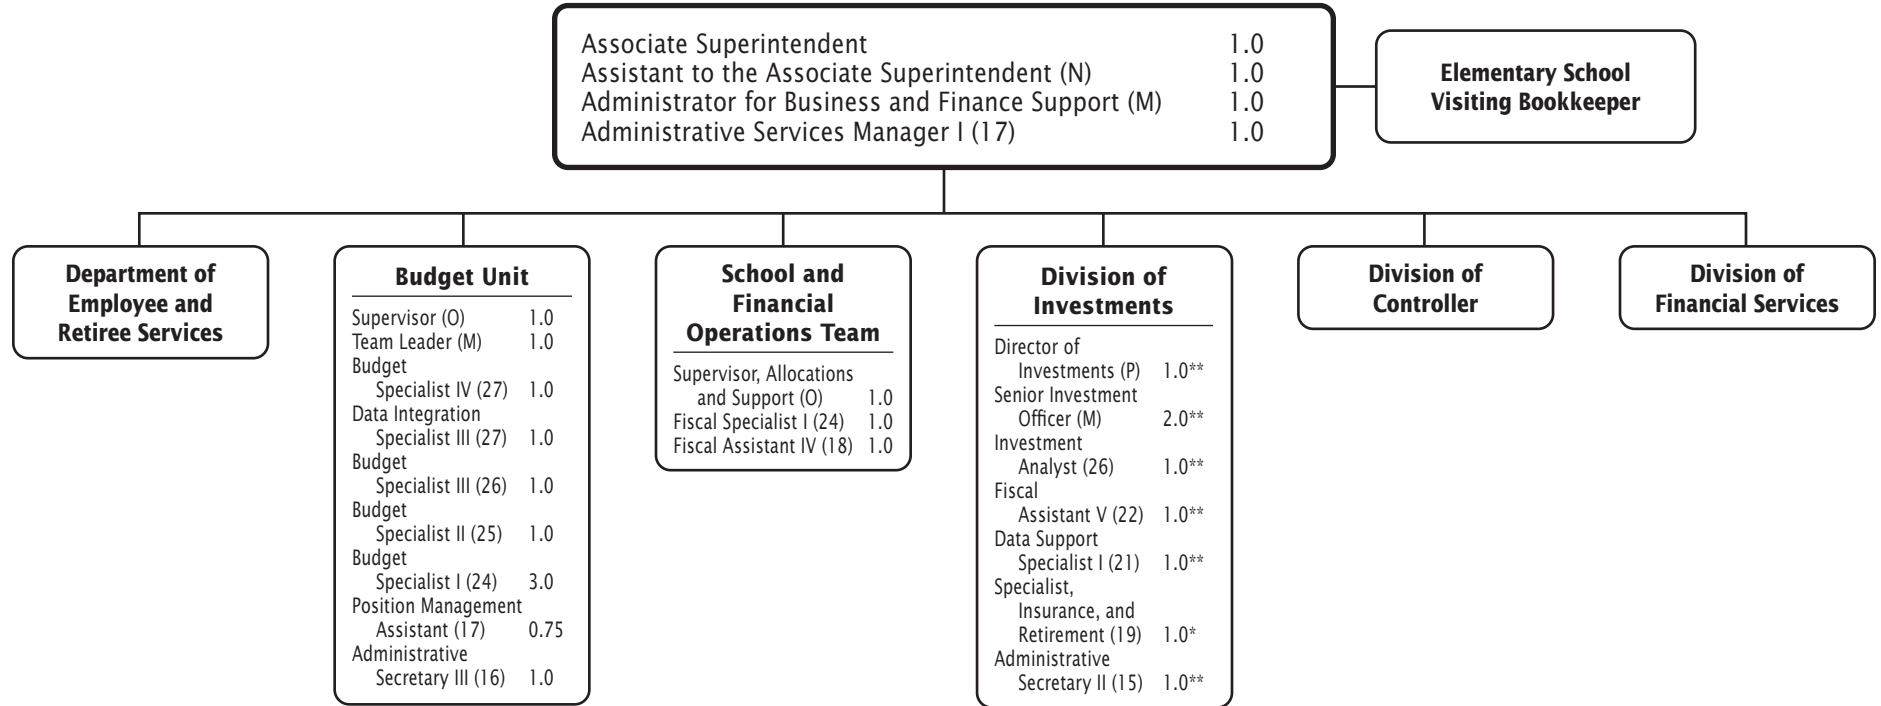 Associate Superintendent 1.0
Assistant to the Associate Superintendent (N) 1.0
Administrator for Business and Finance Support (M) 1.0
Administrative Services Manager I (17) 1.0
Elementary School
Visiting Bookkeeper
Department of
Employee and
Retiree Services
Budget Unit
Supervisor (O) 1.0
Team Leader (M) 1.0
Budget
Specialist IV (27) 1.0
Data Integration
Specialist III (27) 1.0
Budget
Specialist III (26) 1.0
Budget
Specialist II (25) 1.0
Budget
Specialist I (24) 3.0
Position Management
Assistant (17) 0.75
Administrative
Secretary III (16) 1.0
School and
Financial
Operations Team
Supervisor, Allocations
and Support (O) 1.0
Fiscal Specialist I (24) 1.0
Fiscal Assistant IV (18) 1.0
Division of
Investments
Director of
Investments (P) 1.0**
Senior Investment
Officer (M) 2.0**
Investment
Analyst (26) 1.0**
Fiscal
Assistant V (22) 1.0**
Data Support
Specialist I (21) 1.0**
Specialist,
Insurance, and
Retirement (19) 1.0*
Administrative
Secretary II (15) 1.0**
Division of
Controller
Division of
Financial Services